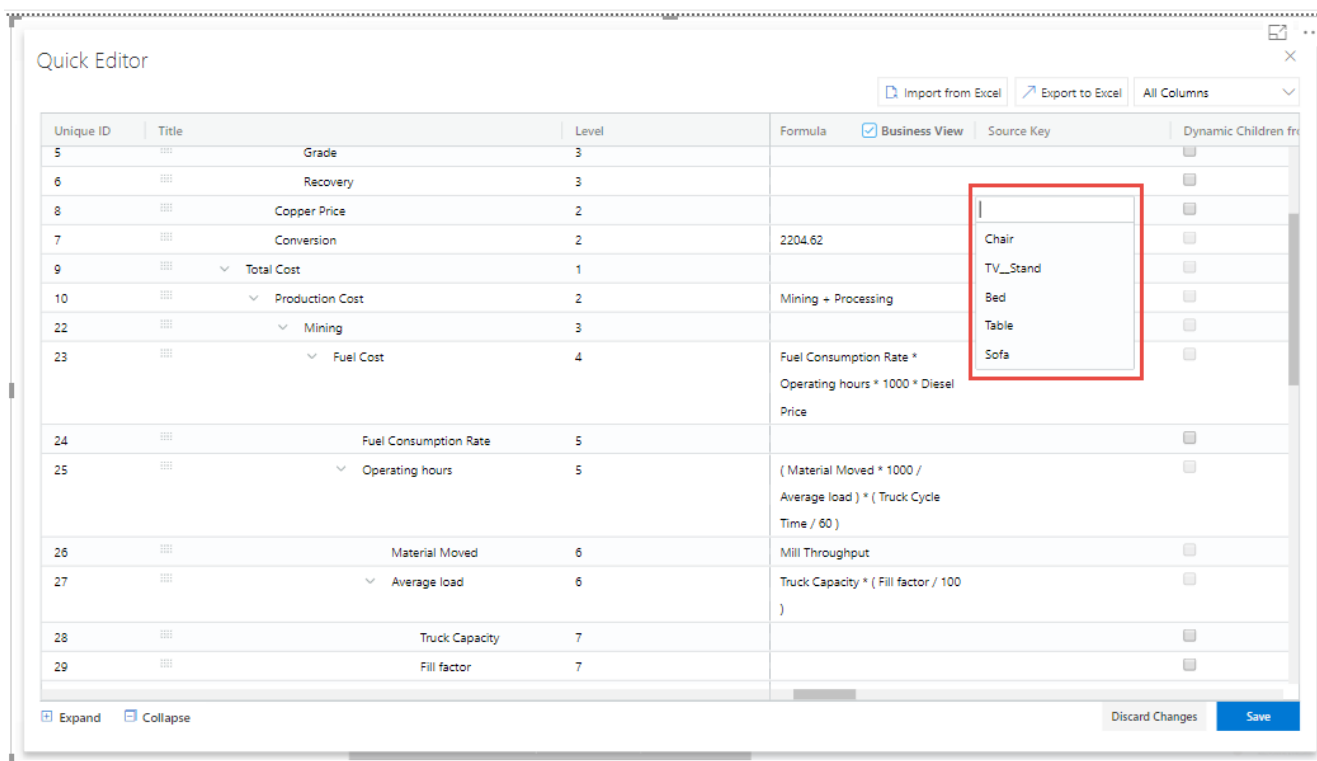 Quick Editor
Import from Excel Export to Excel All Columns
Unique ID Title Level Formula Business View Source Key Dynamic Children fro
5 Grade 3
6 Recovery 3
8 Copper Price 2
7 Conversion 2 2204.62 Chair
9 Total Cost 1 TV__Stand
10 Production Cost 2 Mining + Processing Bed
22 Mining 3 Table
23 Fuel Cost 4 Fuel Consumption Rate * Sofa
Operating hours * 1000 * Diesel
Price
24 Fuel Consumption Rate 5
25 Operating hours 5 ( Material Moved * 1000 /
Average load ) * ( Truck Cycle
Time / 60 )
26 Material Moved 6 Mill Throughput
27 Average load 6 Truck Capacity * ( Fill factor / 100
)
28 Truck Capacity 7
29 Fill factor 7
Expand Collapse Discard Changes Save